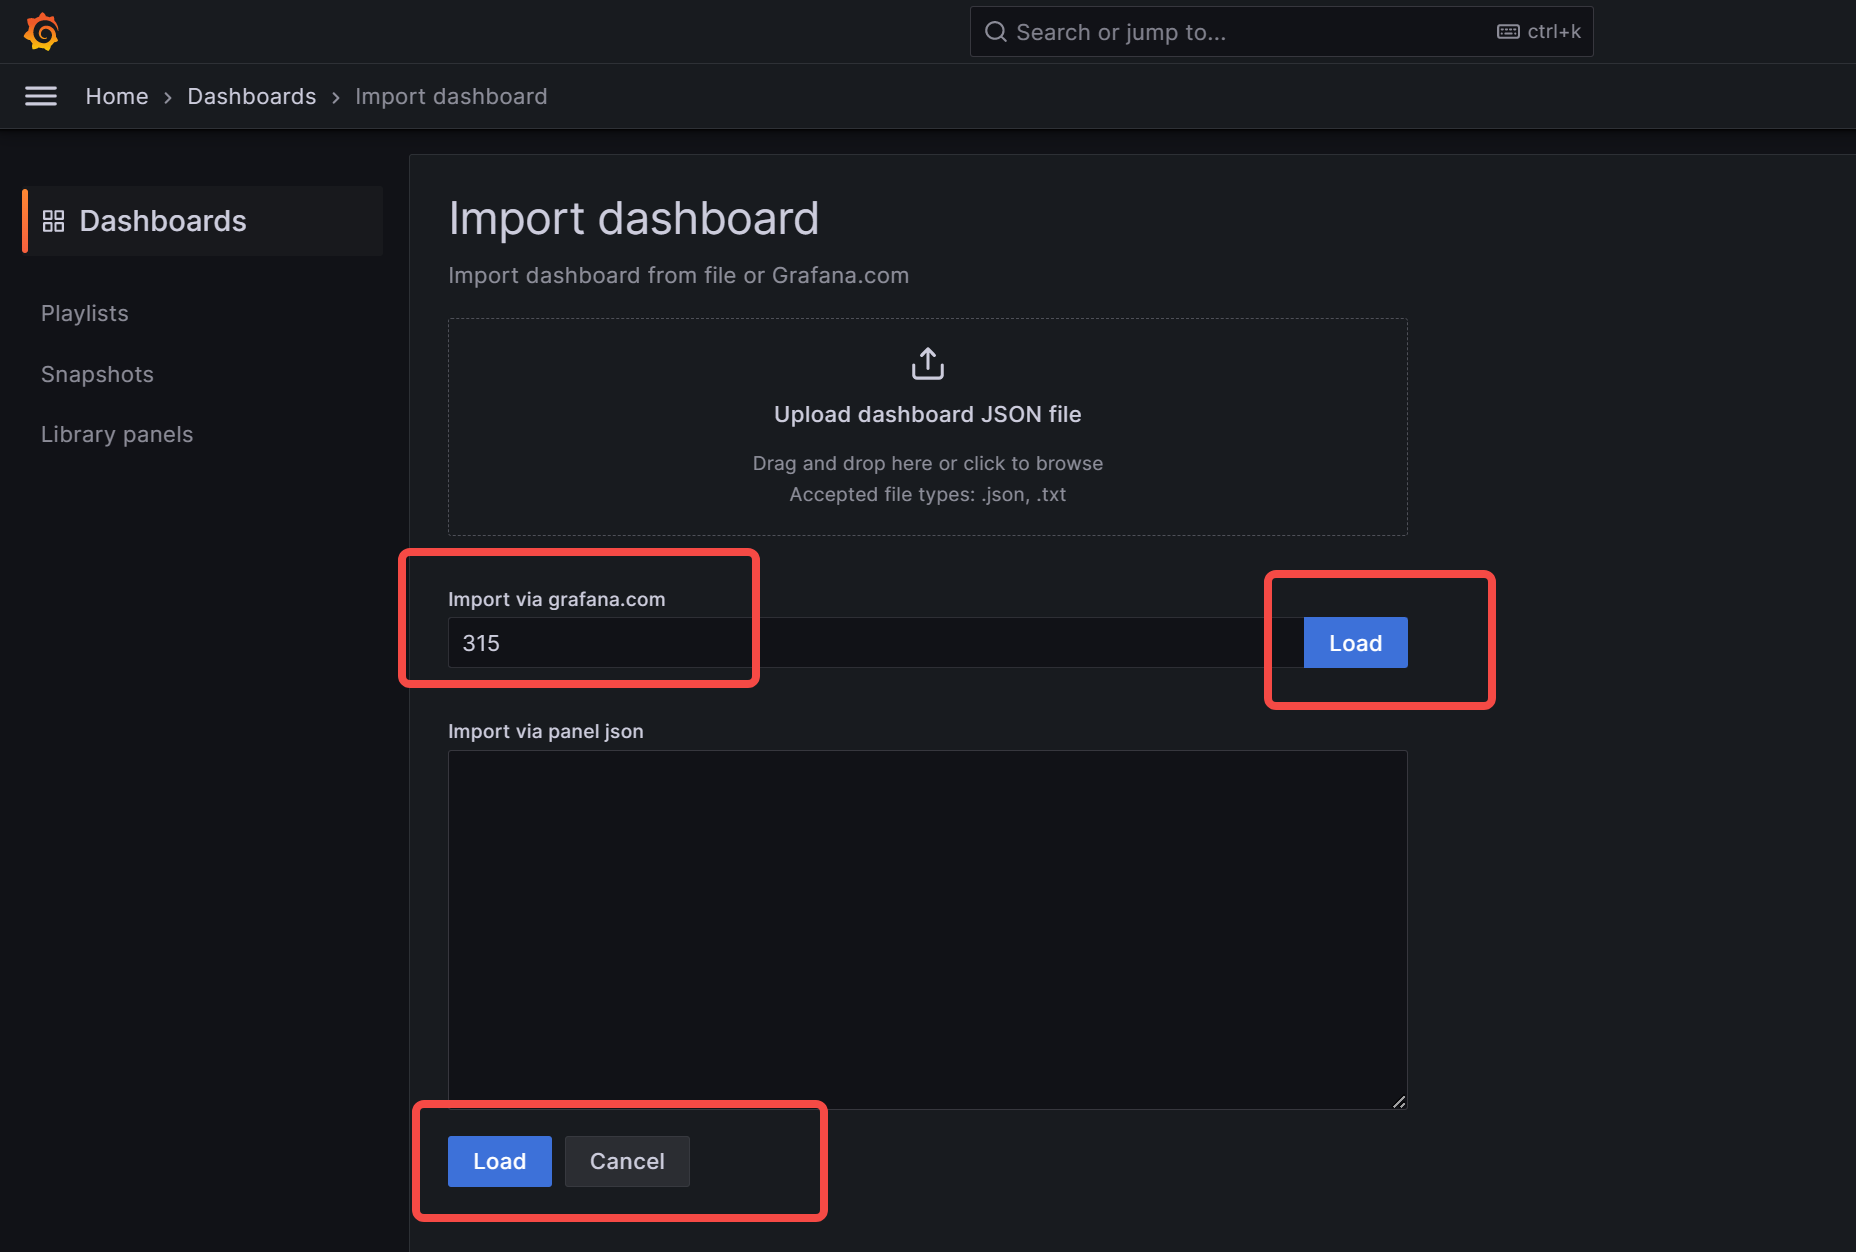 Search or jump to...
ctrl+k
Home › Dashboards › Import dashboard
Dashboards
Playlists
Snapshots
Library panels
Import dashboard
Import dashboard from file or Grafana.com
Upload dashboard JSON file
Drag and drop here or click to browse
Accepted file types: .json, .txt
Import via grafana.com
315
Load
Import via panel json
Load
Cancel